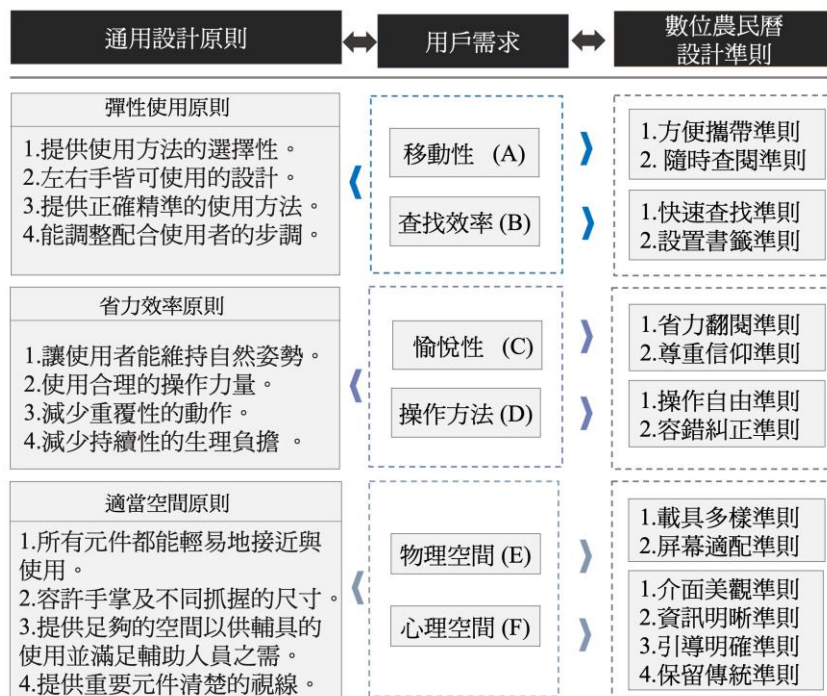 通用設計原則
用戶需求
數位農民曆
設計準則
彈性使用原則
1.提供使用方法的選擇性。
2.左右手皆可使用的設計。
3.提供正確精準的使用方法。
4.能調整配合使用者的步調。
移動性 (A)
查找效率 (B)
1.方便攜帶準則
2. 隨時查閱準則
1.快速查找準則
2.設置書籤準則
省力效率原則
1.讓使用者能維持自然姿勢。
2.使用合理的操作力量。
3.減少重覆性的動作。
4.減少持續性的生理負擔 。
愉悅性 (C)
操作方法 (D)
1.省力翻閱準則
2.尊重信仰準則
1.操作自由準則
2.容錯糾正準則
適當空間原則
1.所有元件都能輕易地接近與
使用。
2.容許手掌及不同抓握的尺寸。
3.提供足夠的空間以供輔具的
使用並滿足輔助人員之需。
4.提供重要元件清楚的視線。
物理空間 (E)
心理空間 (F)
1.載具多樣準則
2.屏幕適配準則
1.介面美觀準則
2.資訊明晰準則
3.引導明確準則
4.保留傳統準則